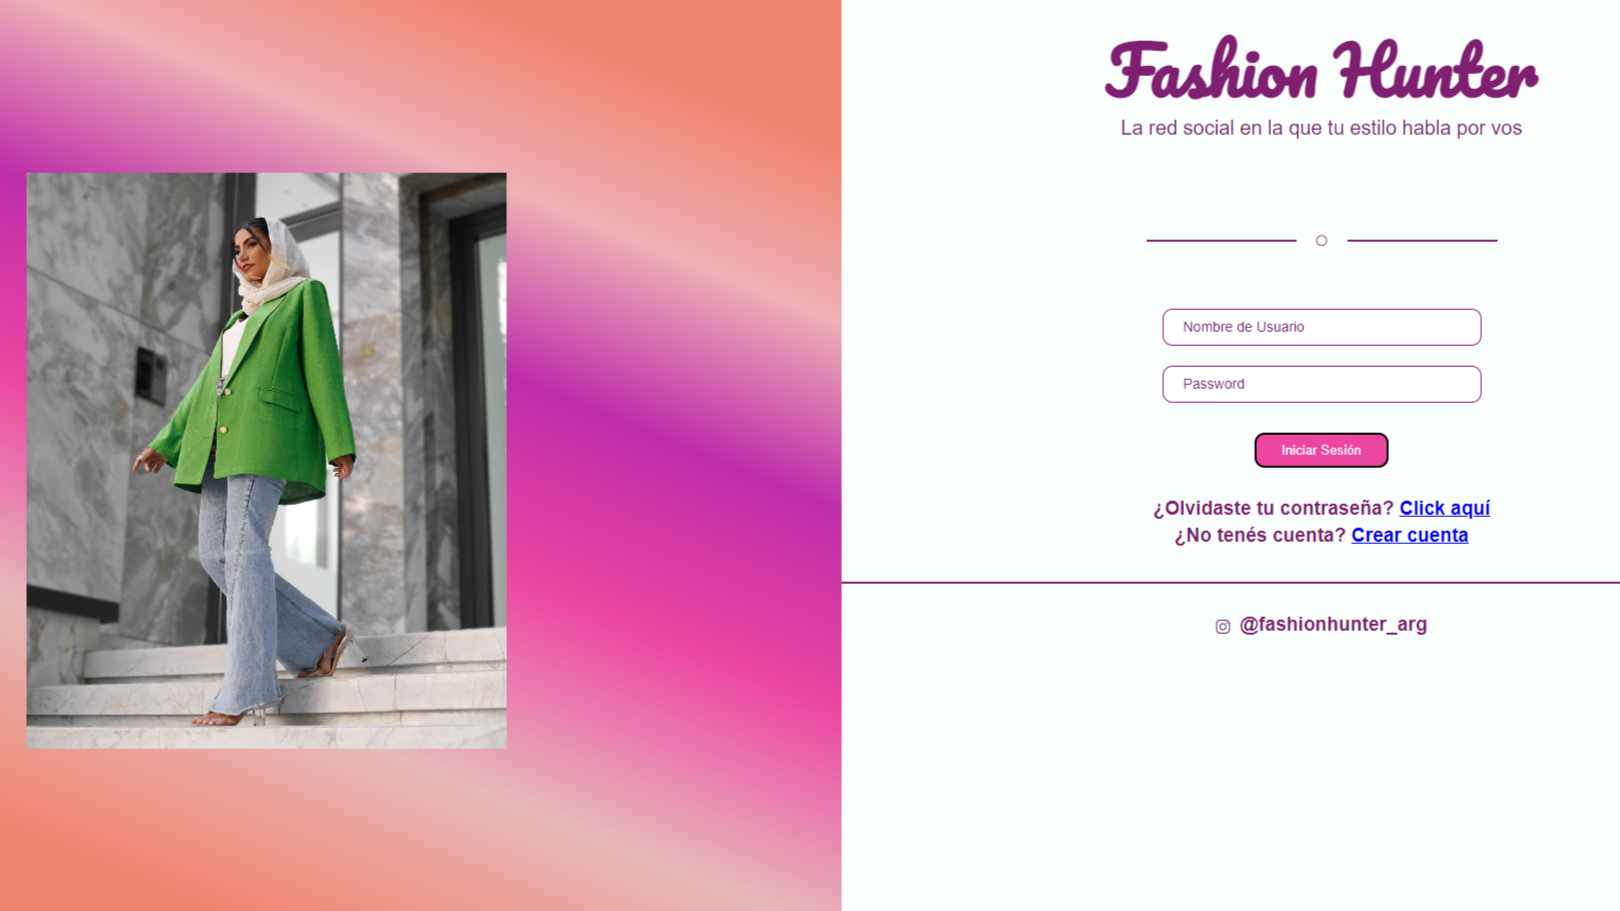 Fashion Hunter
La red social en la que tu estilo habla por vos
Nombre de Usuario
Password
Iniciar Sesión
¿Olvidaste tu contraseña? Click aquí
¿No tenés cuenta? Crear cuenta
@fashionhunter_arg